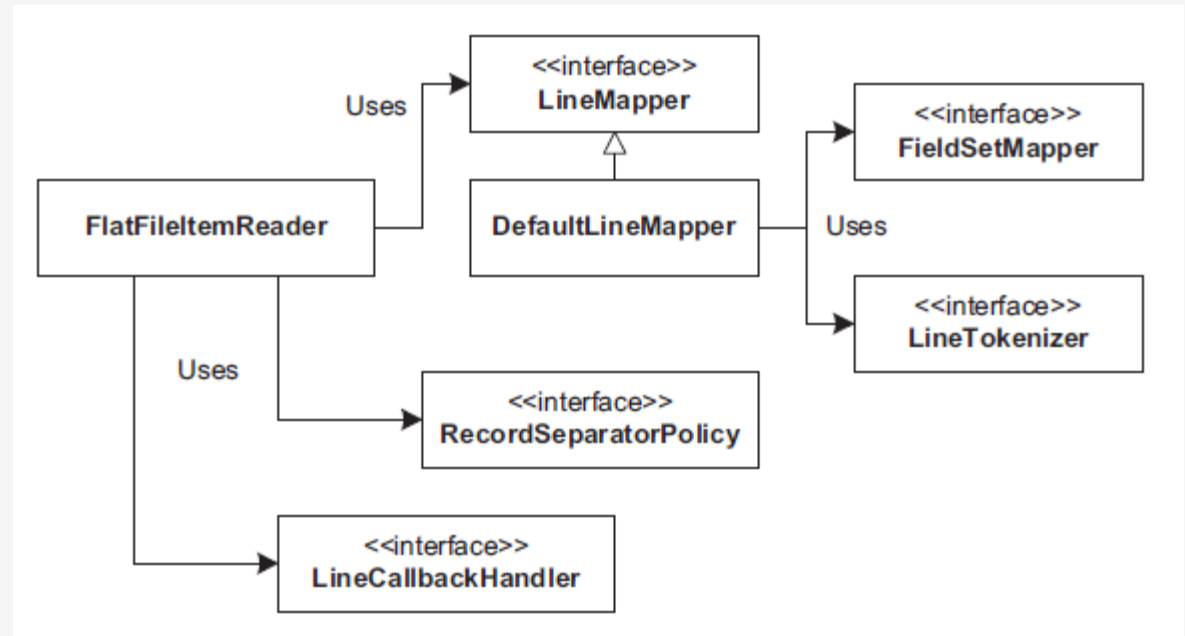 <<interface>>
LineMapper
Uses
<<interface>>
FieldSetMapper
FlatFileItemReader
DefaultLineMapper
Uses
<<interface>>
LineTokenizer
Uses
<<interface>>
RecordSeparatorPolicy
<<interface>>
LineCallbackHandler